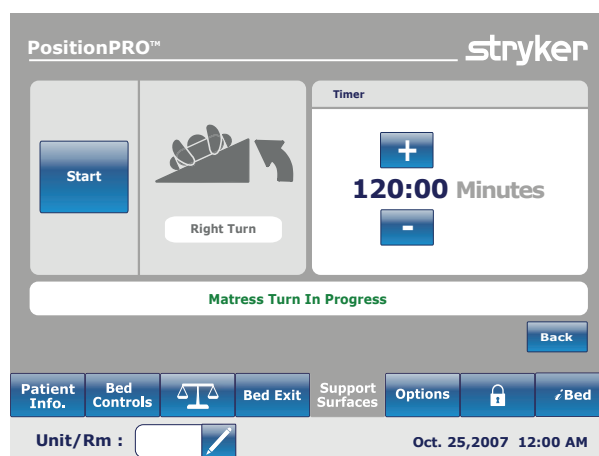 PositionPRO™
stryker
Timer
Start
+
120:00 Minutes
-
Right Turn
Matress Turn In Progress
Back
Patient Info.
Bed Controls
Bed Exit
Support Surfaces
Options
iBed
Unit/Rm :
Oct. 25,2007 12:00 AM